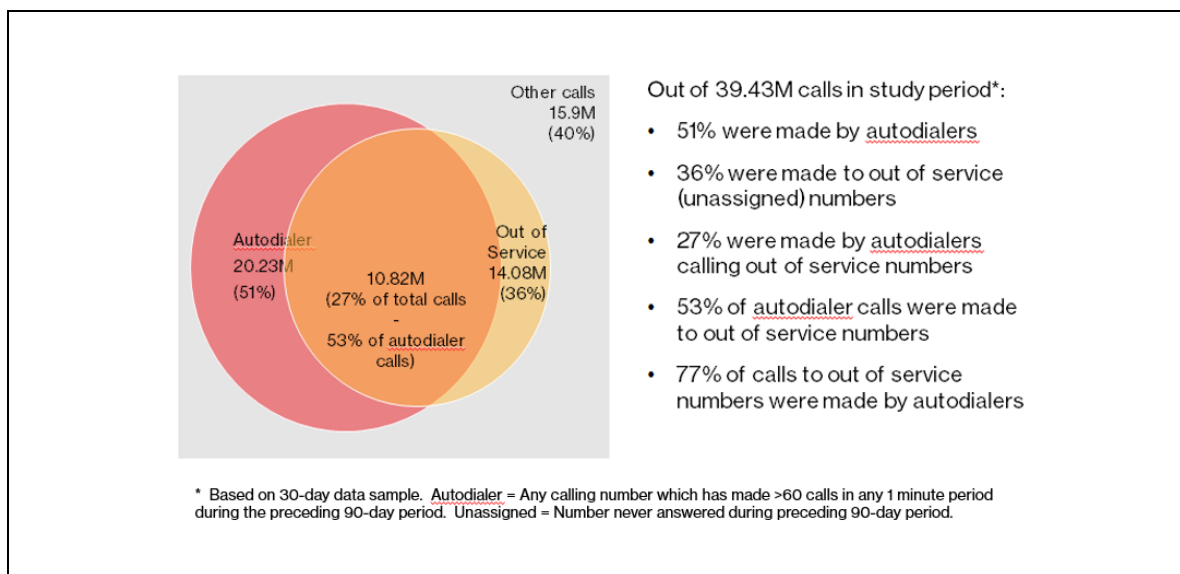 Other calls
15.9M
(40%)
Autodialer
20.23M
(51%)
10.82M
(27% of total calls
-
53% of autodialer
calls)
Out of
Service
14.08M
(36%)
Out of 39.43M calls in study period*:
• 51% were made by autodialers
• 36% were made to out of service
(unassigned) numbers
• 27% were made by autodialers
calling out of service numbers
• 53% of autodialer calls were made
to out of service numbers
• 77% of calls to out of service
numbers were made by autodialers
* Based on 30-day data sample. Autodialer = Any calling number which has made >60 calls in any 1 minute period
during the preceding 90-day period. Unassigned = Number never answered during preceding 90-day period.